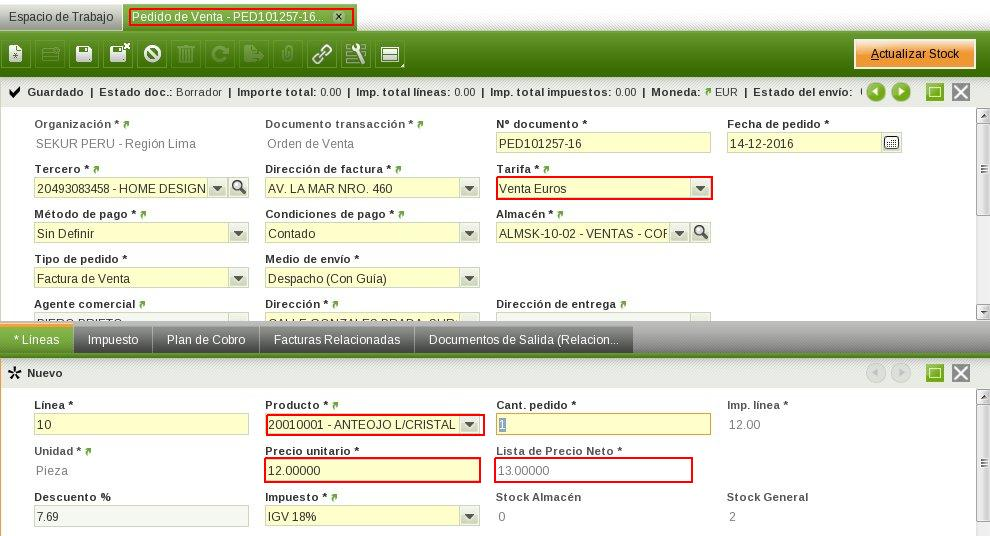 Espacio de Trabajo
Pedido de Venta - PED101257-16...
Actualizar Stock
Guardado | Estado doc.: Borrador | Importe total: 0.00 | Imp. total líneas: 0.00 | Imp. total impuestos: 0.00 | Moneda: EUR | Estado del envío:
Organización * Documento transacción * Nº documento * Fecha de pedido *
SEKUR PERU - Región Lima Orden de Venta PED101257-16 14-12-2016
Tercero * Dirección de factura * Tarifa *
20493083458 - HOME DESIGN AV. LA MAR NRO. 460 Venta Euros
Método de pago * Condiciones de pago * Almacén *
Sin Definir Contado ALMSK-10-02 - VENTAS - COR
Tipo de pedido * Medio de envío *
Factura de Venta Despacho (Con Guía)
Agente comercial Dirección * Dirección de entrega
* Líneas Impuesto Plan de Cobro Facturas Relacionadas Documentos de Salida (Relacion...
Nuevo
Línea * Producto * Cant. pedido * Imp. línea *
10 20010001 - ANTEOJO L/CRISTAL 1 12.00
Unidad * Precio unitario * Lista de Precio Neto *
Pieza 12.00000 13.00000
Descuento % Impuesto * Stock Almacén Stock General
7.69 IGV 18% 0 2